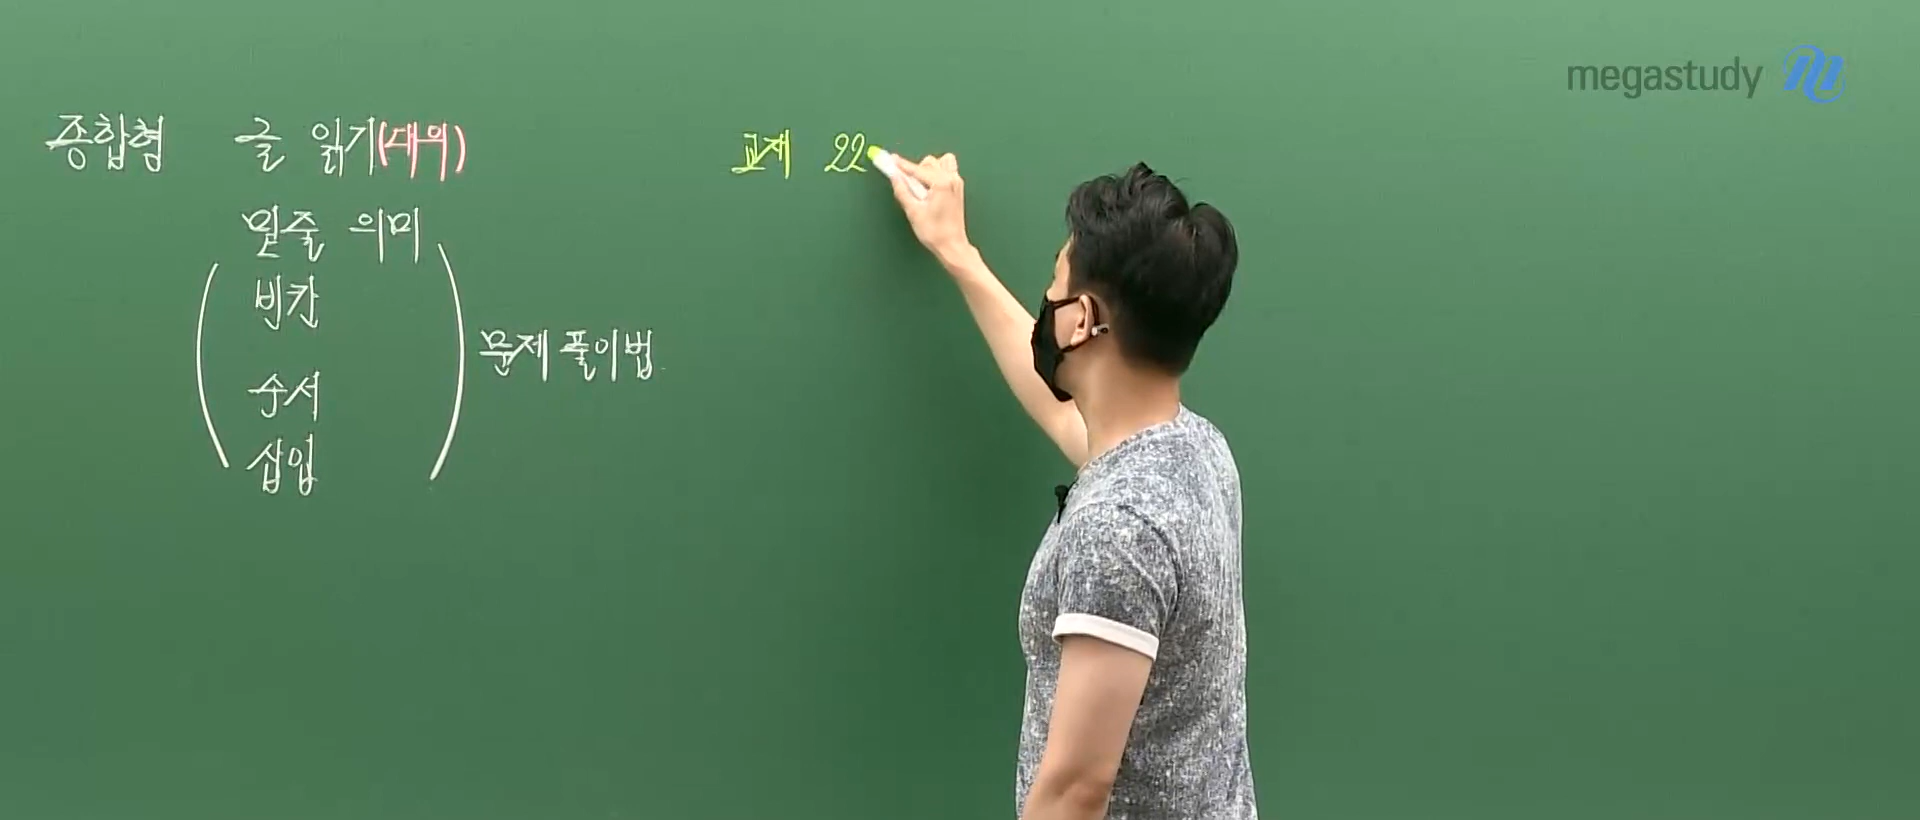 megastudy
종합형 글 읽기(대의)
교재 22
밑줄 의미
빈칸
순서
삽입
문제 풀이법